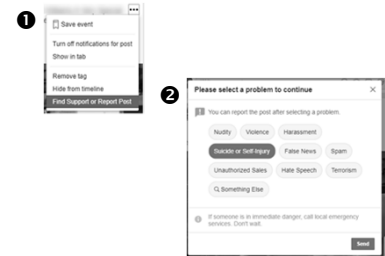 1
Save event
Turn off notifications for post
Show in tab
Remove tag
Hide from timeline
Find Support or Report Post
2
Please select a problem to continue
You can report the post after selecting a problem.
Nudity Violence Harassment
Suicide or Self-Injury False News Spam
Unauthorized Sales Hate Speech Terrorism
Something Else
If someone is in immediate danger, call local emergency
services. Don't wait.
Send